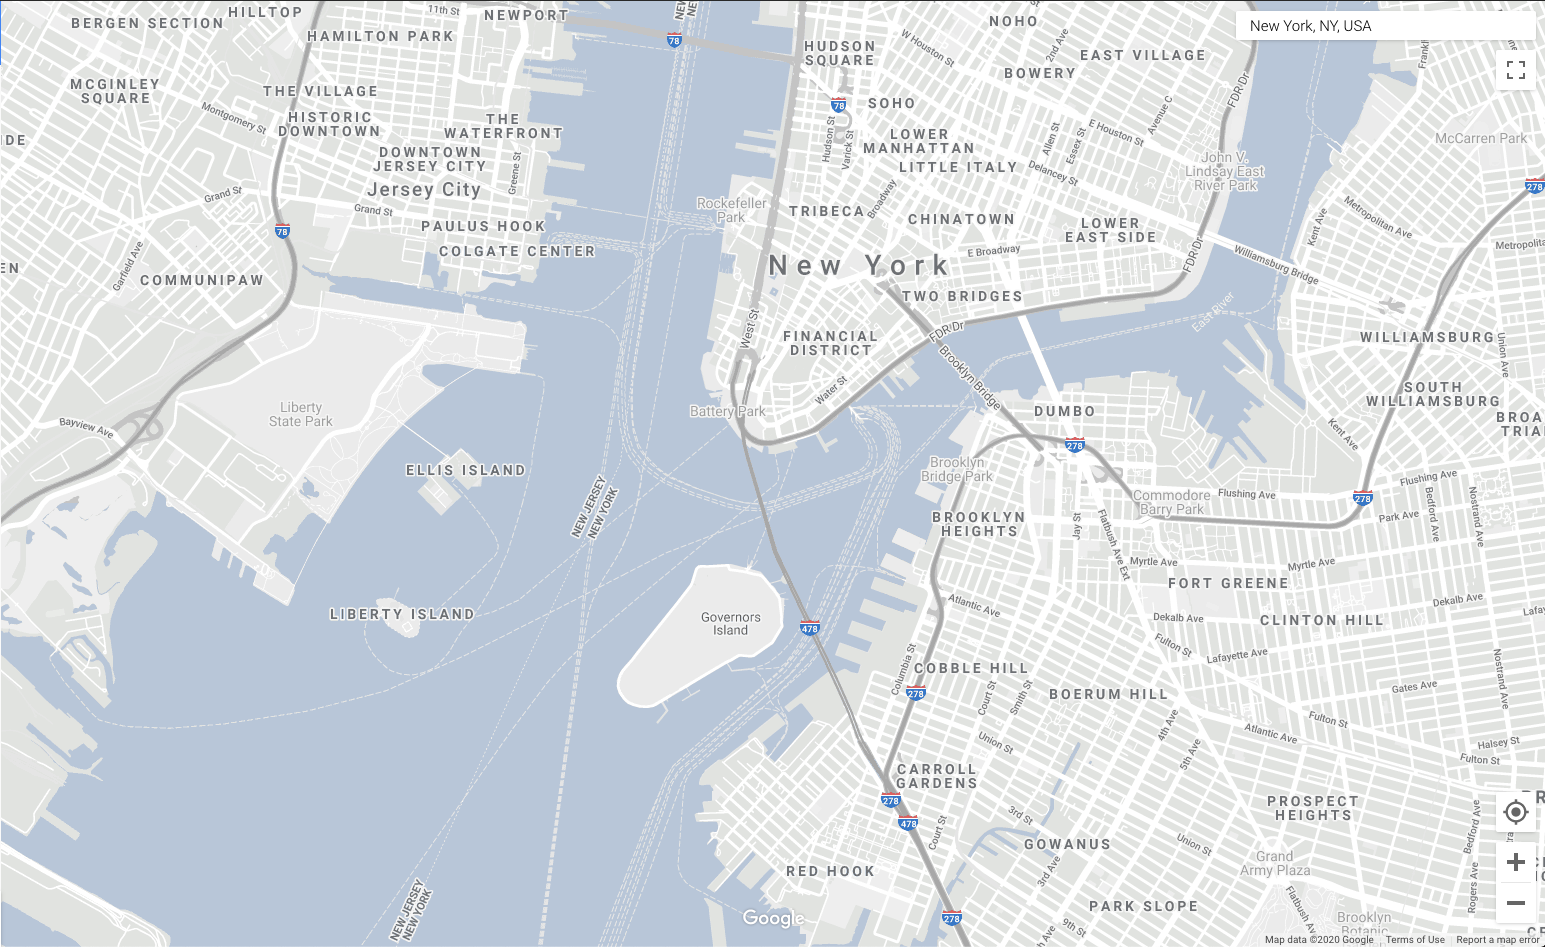 HILLTOP
BERGEN SECTION
11th St
NEWPORT
HAMILTON PARK
NOHO
New York, NY, USA
HUDSON
SQUARE
W Houston St
2nd Ave
EAST VILLAGE
BOWERY
78
MCGINLEY
SQUARE
THE VILLAGE
FDR Dr
78
SOHO
Montgomery St
HISTORIC
DOWNTOWN
THE
WATERFRONT
Hudson St
Varick St
LOWER
MANHATTAN
Allen St
Essex St
Avenue C
E Houston St
McCarren Park
DOWNTOWN
JERSEY CITY
Greene St
LITTLE ITALY
Delancey St
John V.
Lindsay East
River Park
278
Jersey City
Grand St
Grand St
Rockefeller
Park
TRIBECA
Broadway
CHINATOWN
LOWER
EAST SIDE
Kent Ave
Metropolitan Ave
78
PAULUS HOOK
COLGATE CENTER
E Broadway
FDR Dr
Williamsburg Bridge
Metropolita
Garfield Ave
COMMUNIPAW
New York
TWO BRIDGES
East River
West St
FINANCIAL
DISTRICT
FDR Dr
WILLIAMSBURG
Union Ave
Brooklyn Bridge
Water St
SOUTH
WILLIAMSBURG
Liberty
State Park
Battery Park
DUMBO
Kent Ave
Bayview Ave
278
ELLIS ISLAND
Brooklyn
Bridge Park
Flushing Ave
NEW JERSEY
NEW YORK
Commodore
Barry Park
Flushing Ave
278
Bedford Ave
Nostrand Ave
BROOKLYN
HEIGHTS
Jay St
Flatbush Ave Ext
Park Ave
Myrtle Ave
Myrtle Ave
FORT GREENE
LIBERTY ISLAND
Governors
Island
478
Atlantic Ave
Dekalb Ave
Dekalb Ave
CLINTON HILL
Fulton St
Lafayette Ave
Columbia St
COBBLE HILL
278
Court St
Smith St
BOERUM HILL
Gates Ave
Nostrand Ave
4th Ave
Fulton St
Union St
5th Ave
Atlantic Ave
Halsey St
Fulton St
CARROLL
GARDENS
278
478
Court St
3rd St
PROSPECT
HEIGHTS
Bedford Ave
GOWANUS
Union St
RED HOOK
3rd Ave
Grand
Army Plaza
Rogers Ave
NEW JERSEY
NEW YORK
Google
278
PARK SLOPE
9th St
Flatbush Av
Brooklyn
Botanic
Map data ©2020 Google
Terms of Use
Report a map error